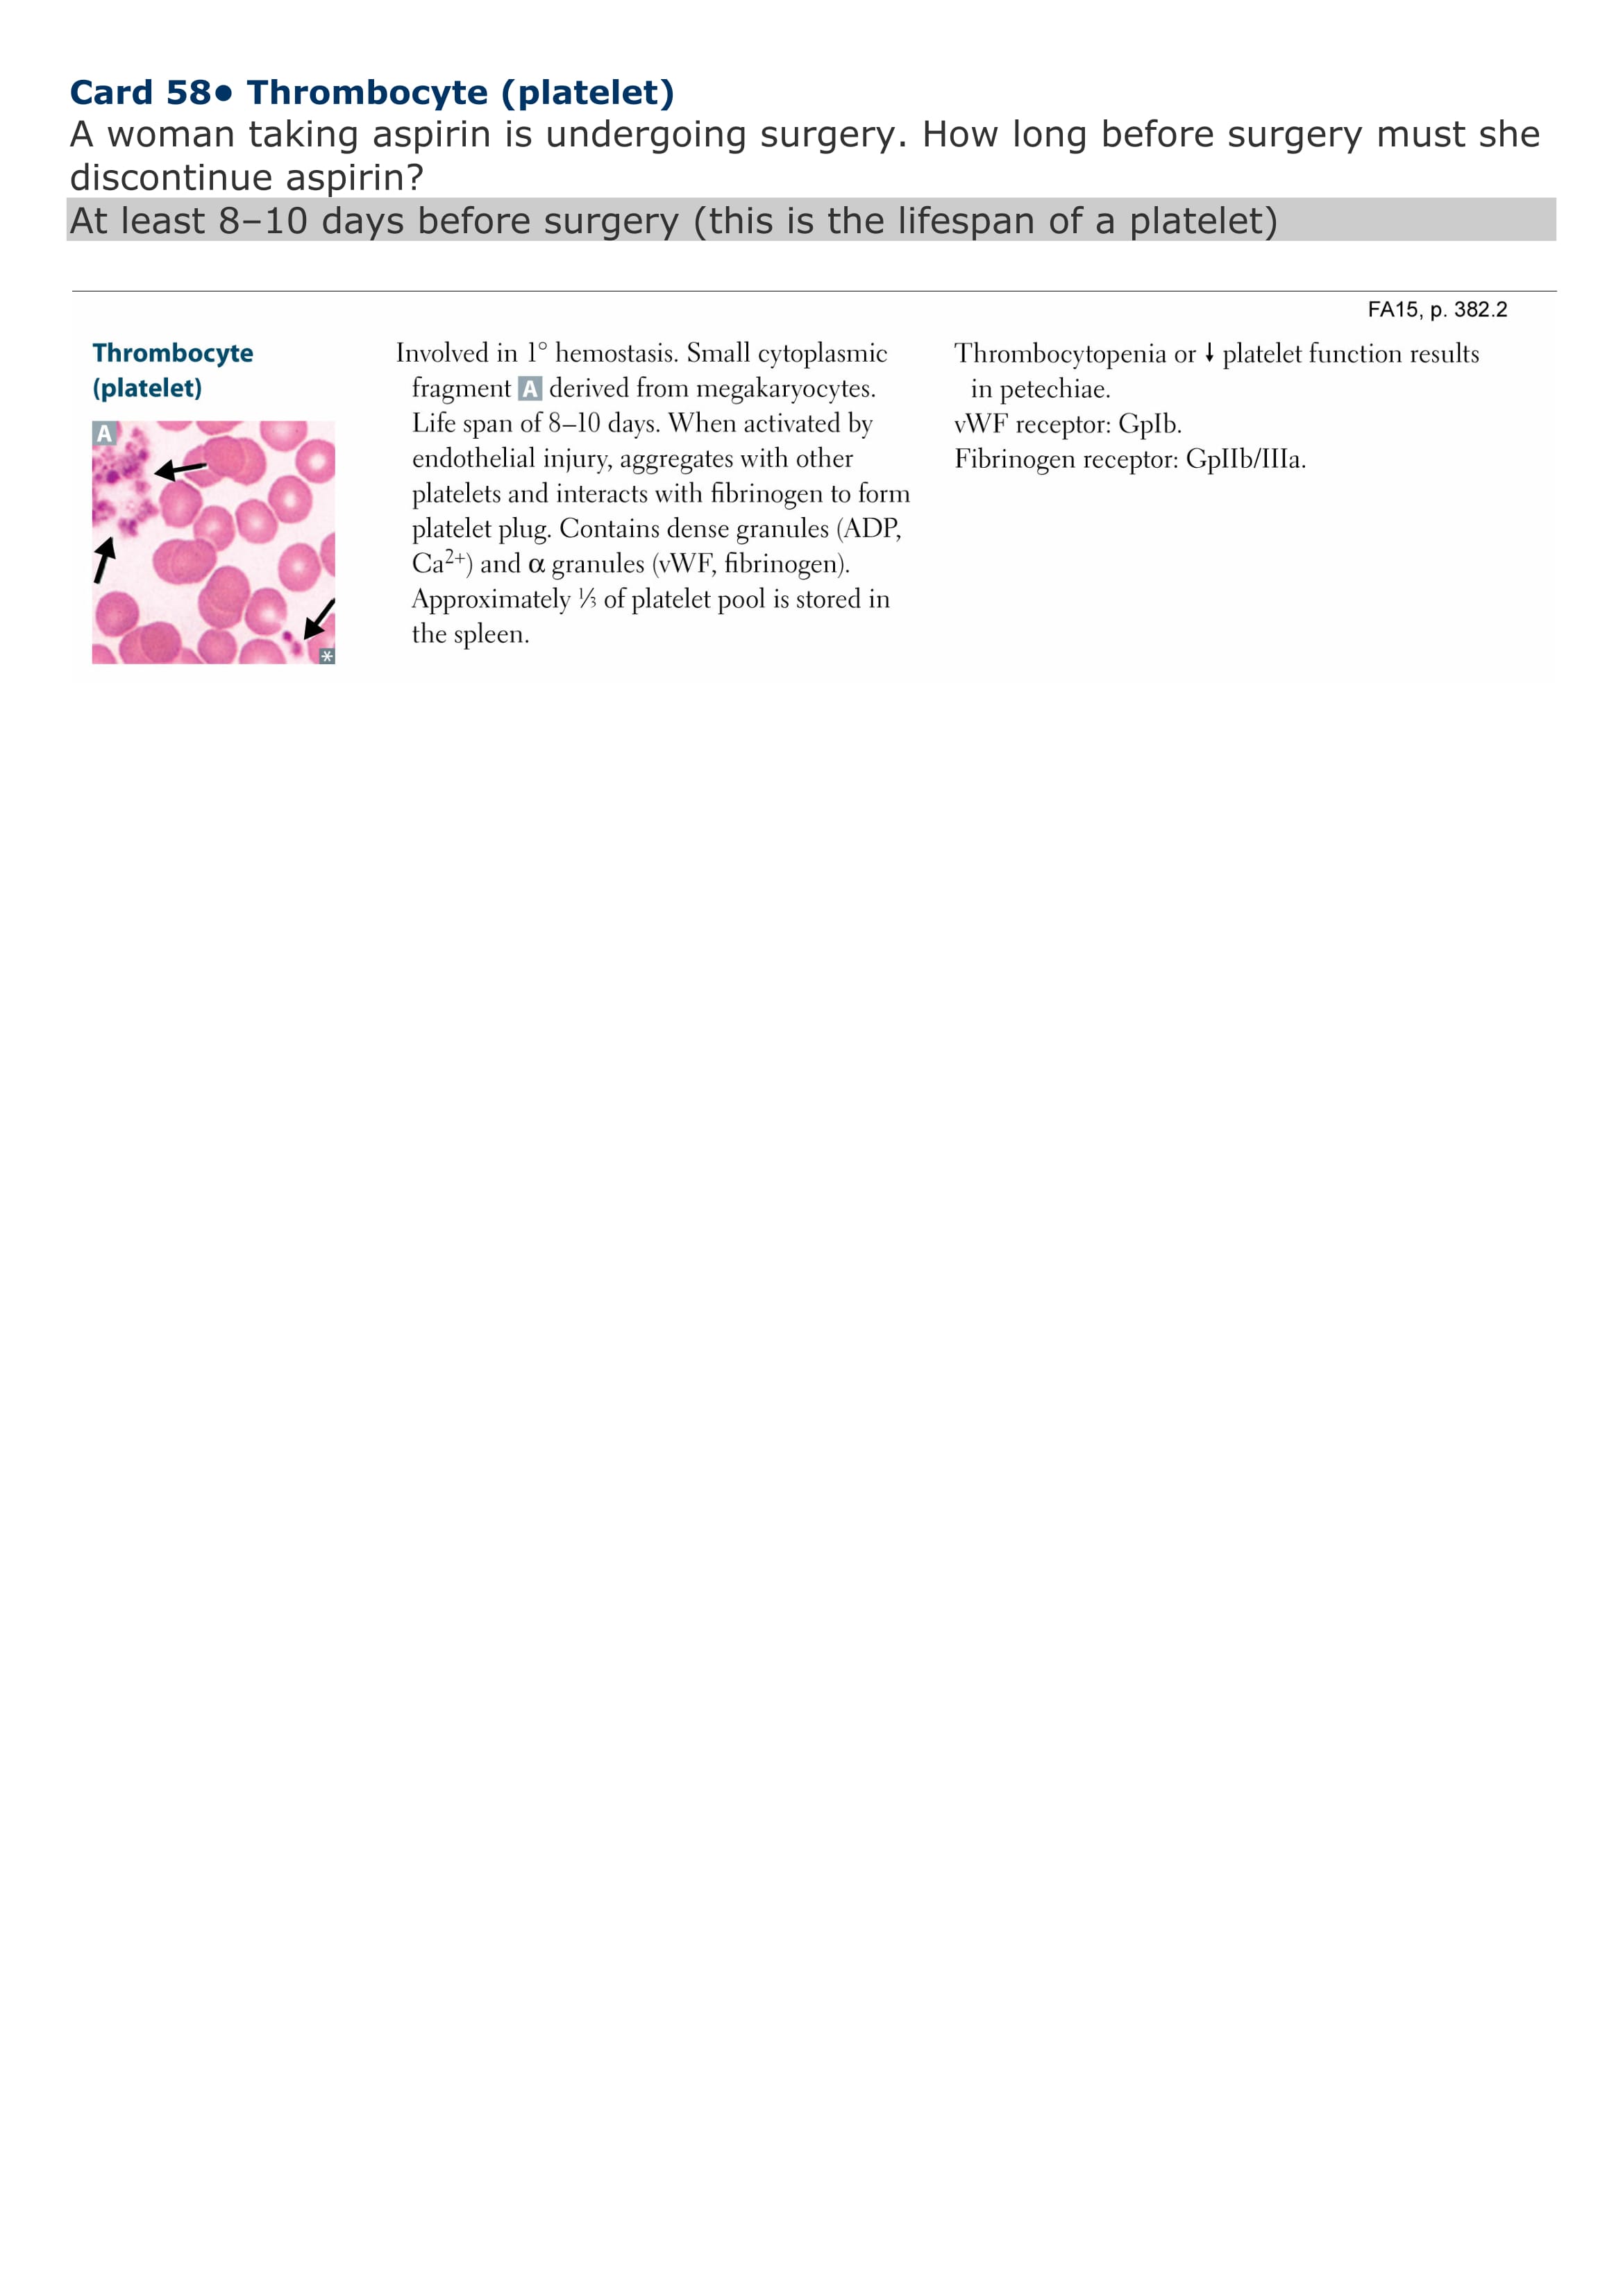 Card 58● Thrombocyte (platelet)
A woman taking aspirin is undergoing surgery. How long before surgery must she
discontinue aspirin?
At least 8–10 days before surgery (this is the lifespan of a platelet)
FA15, p. 382.2
Thrombocyte
(platelet)
A
*
Involved in 1° hemostasis. Small cytoplasmic
fragment A derived from megakaryocytes.
Life span of 8–10 days. When activated by
endothelial injury, aggregates with other
platelets and interacts with fibrinogen to form
platelet plug. Contains dense granules (ADP,
Ca²⁺) and α granules (vWF, fibrinogen).
Approximately ⅓ of platelet pool is stored in
the spleen.
Thrombocytopenia or ↓ platelet function results
in petechiae.
vWF receptor: GpIb.
Fibrinogen receptor: GpIIb/IIIa.